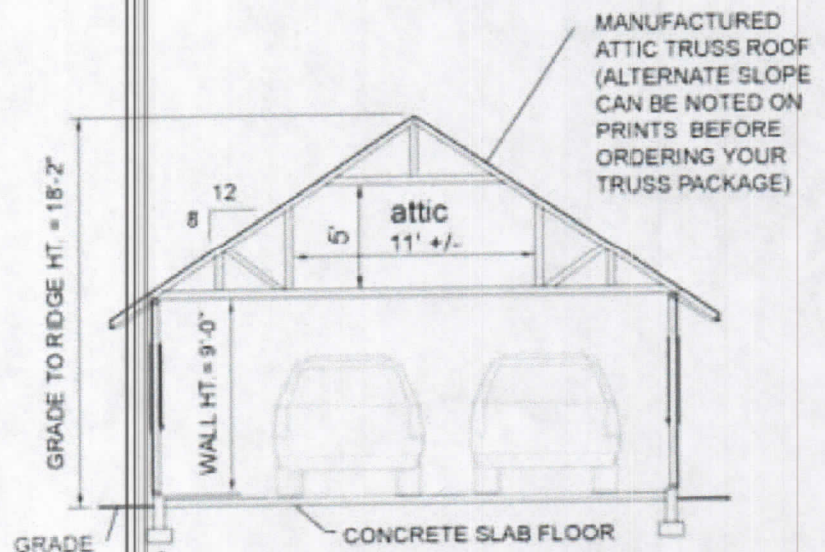 MANUFACTURED
ATTIC TRUSS ROOF
(ALTERNATE SLOPE
CAN BE NOTED ON
PRINTS BEFORE
ORDERING YOUR
TRUSS PACKAGE)
GRADE TO RIDGE HT. = 18'-2"
12
8
attic
5'
11' +/-
WALL HT. = 9'-0"
CONCRETE SLAB FLOOR
GRADE